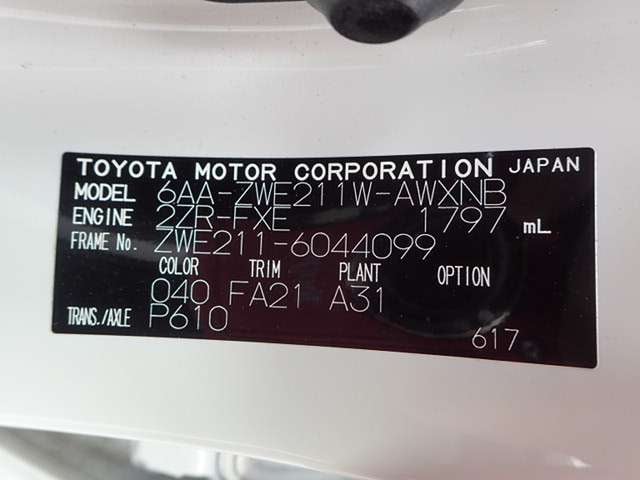 TOYOTA MOTOR CORPORATION JAPAN
MODEL 6AA-ZWE211W-AWXNB
ENGINE 2ZR-FXE 1797 mL
FRAME No. ZWE211-6044099
COLOR TRIM PLANT OPTION
040 FA21 A31
TRANS./AXLE P610
617